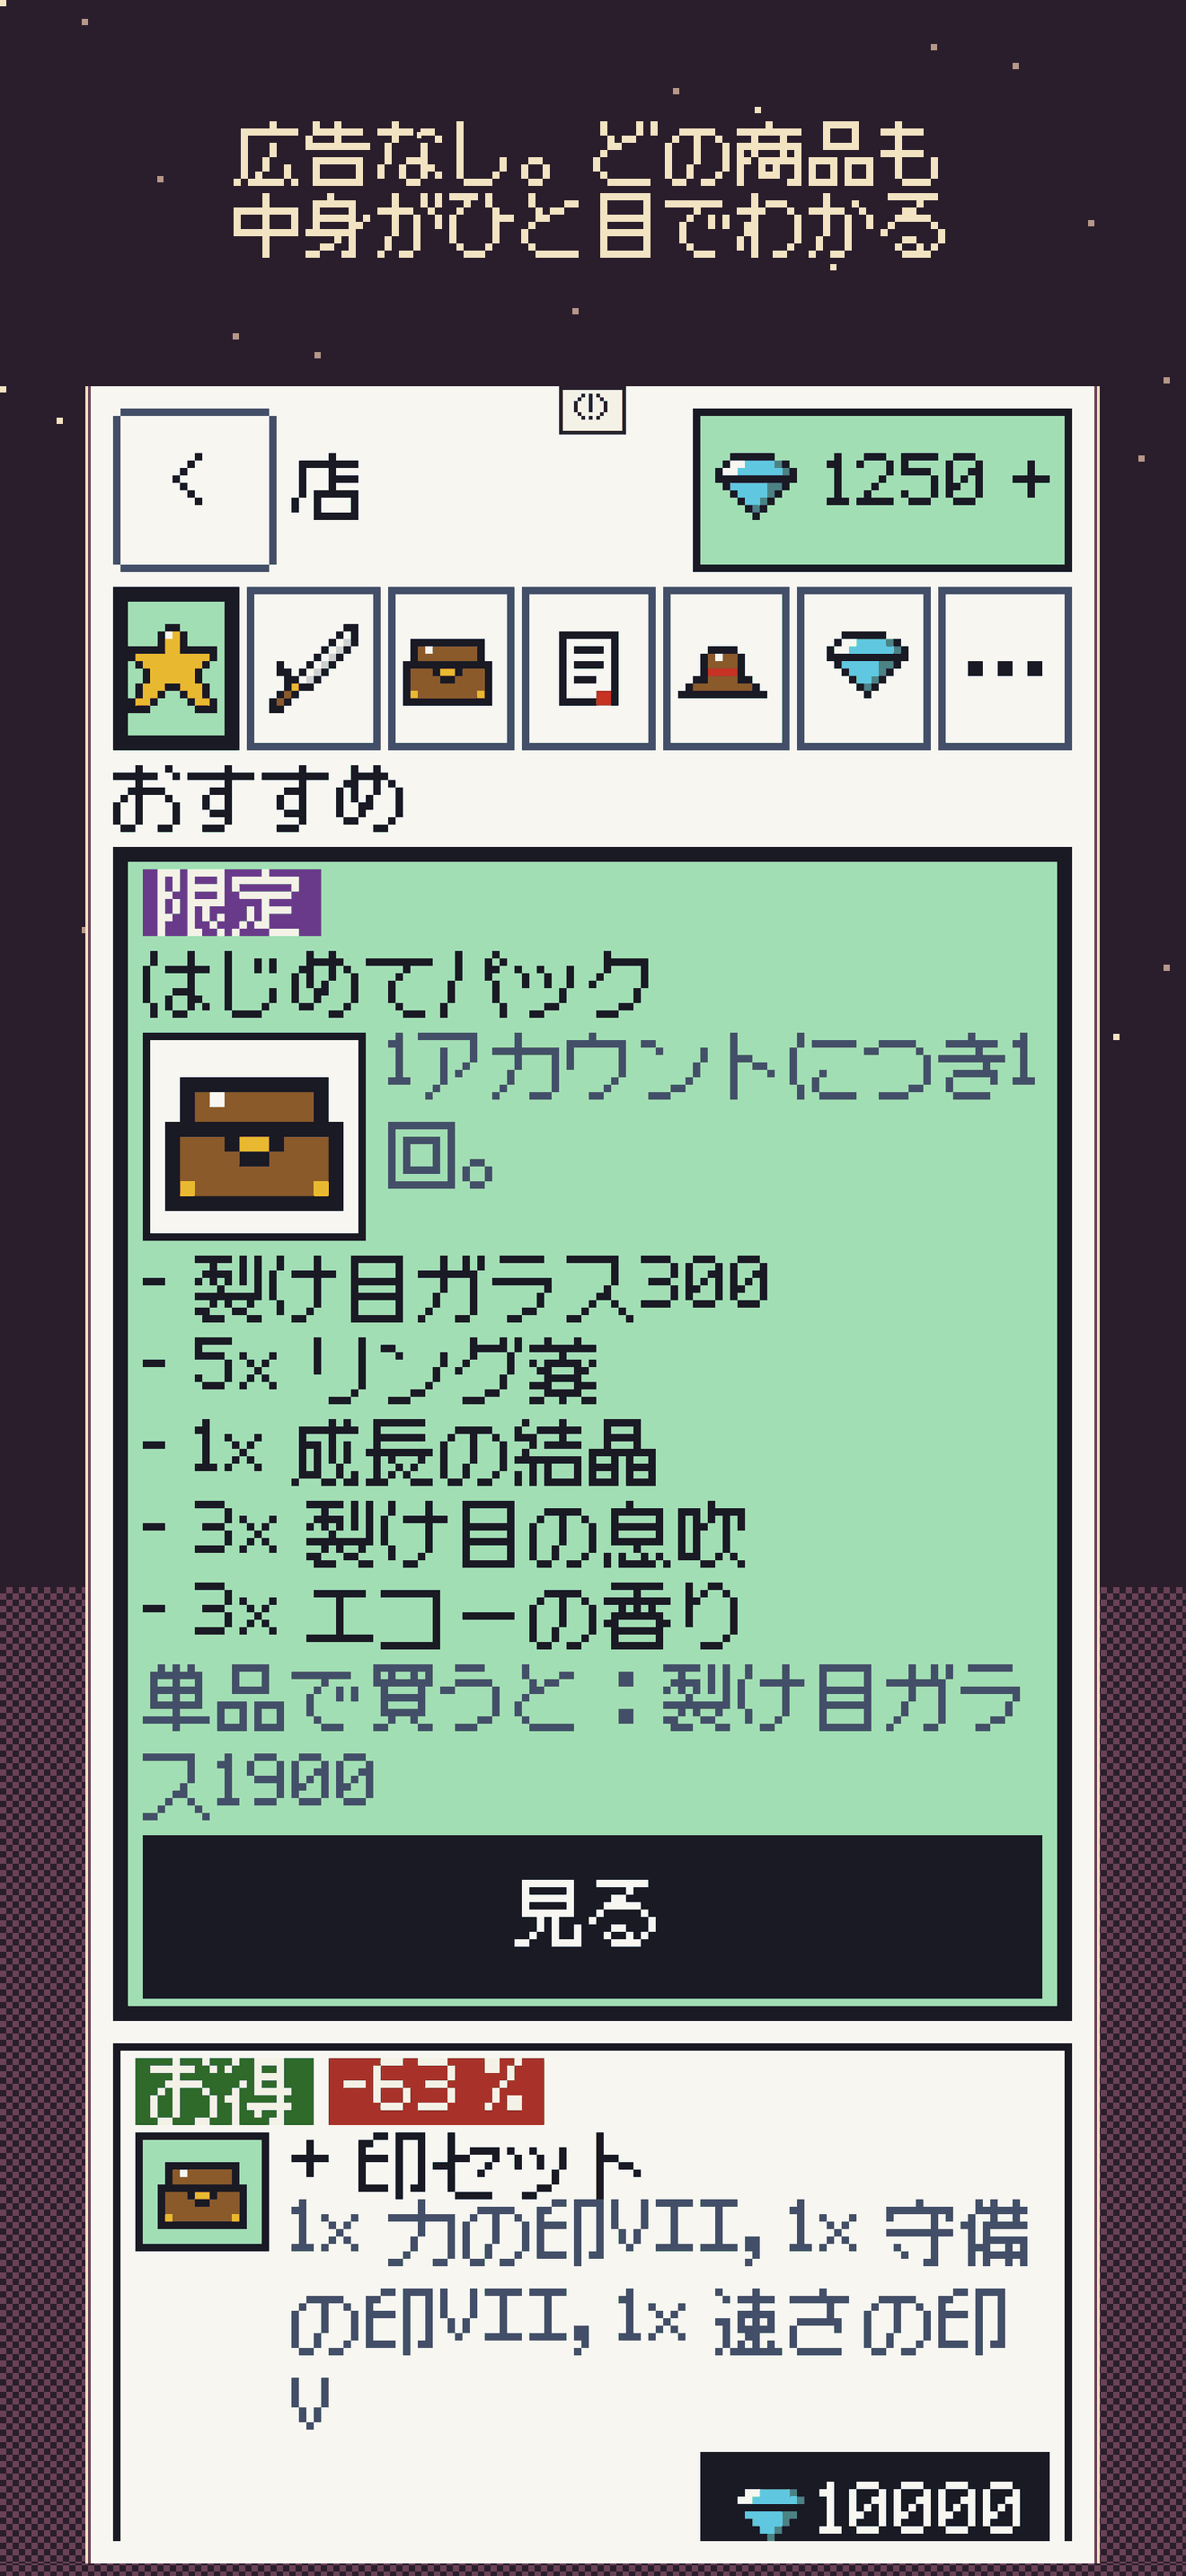 広告なし。どの商品も
中身がひと目でわかる
店
1250 +
おすすめ
限定
はじめてパック
1アカウントにつき1
回。
- 裂け目ガラス300
- 5x リング藁
- 1x 成長の結晶
- 3x 裂け目の息吹
- 3x エコーの香り
単品で買うと：裂け目ガラ
ス1900
見る
お得 -63 %
+ 印セット
1x 力の印VII, 1x 守備
の印VII, 1x 速さの印
V
10000